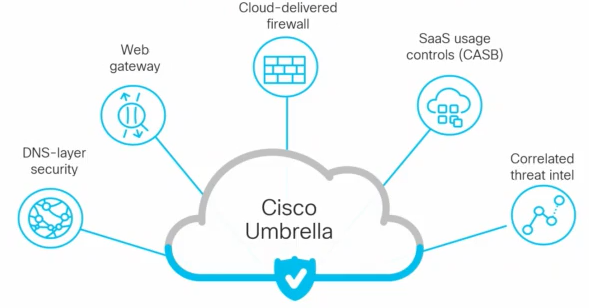 Cloud-delivered
firewall
Web
gateway
SaaS usage
controls (CASB)
DNS-layer
security
Correlated
threat intel
Cisco
Umbrella